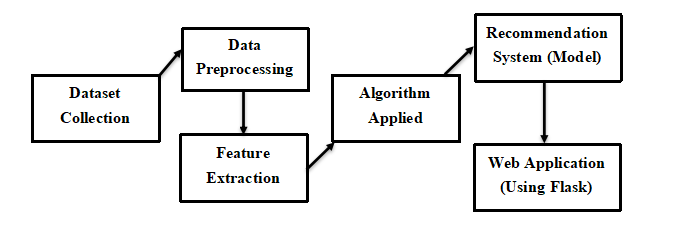 Dataset
Collection
Data
Preprocessing
Feature
Extraction
Algorithm
Applied
Recommendation
System (Model)
Web Application
(Using Flask)